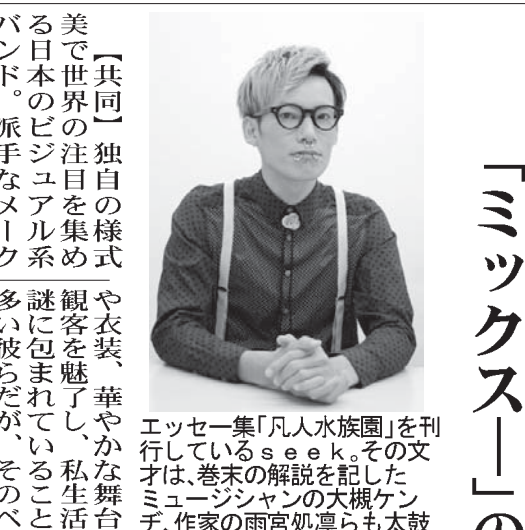 「ミックス―」の
【共同】独自の様式
美で世界の注目を集め
る日本のビジュアル系
バンド。派手なメーク
や衣装、華やかな舞台
観客を魅了し、私生活
謎に包まれていること
多い彼らだが、そのベ
エッセー集「凡人水族園」を刊
行しているｓｅｅｋ。その文
才は、巻末の解説を記した
ミュージシャンの大槻ケン
ヂ、作家の雨宮処凛らも太鼓